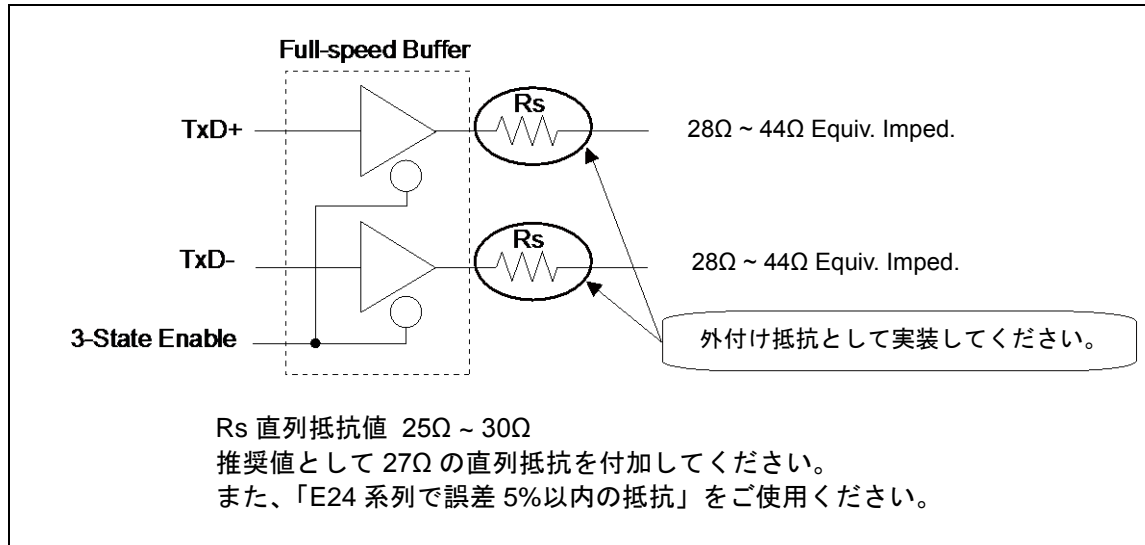 Full-speed Buffer
TxD+
Rs
28Ω ~ 44Ω Equiv. Imped.
TxD-
Rs
28Ω ~ 44Ω Equiv. Imped.
3-State Enable
外付け抵抗として実装してください。
Rs 直列抵抗値 25Ω ~ 30Ω
推奨値として 27Ω の直列抵抗を付加してください。
また、「E24 系列で誤差 5%以内の抵抗」をご使用ください。